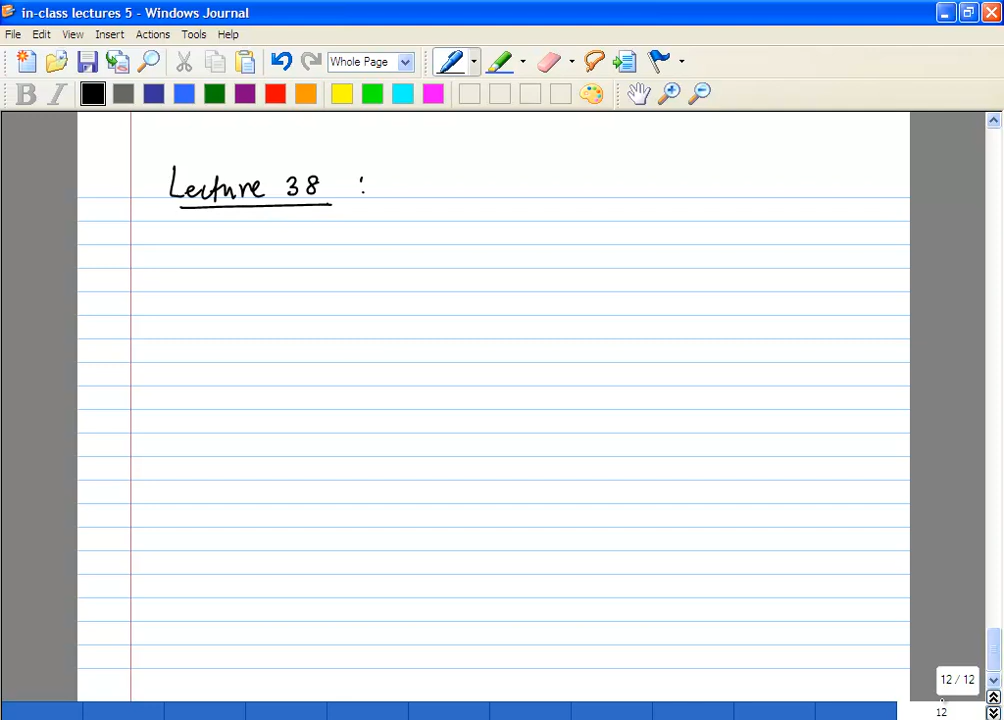 in-class lectures 5 - Windows Journal
File Edit View Insert Actions Tools Help
Whole Page
B I
Lecture 38 :
12 / 12
12